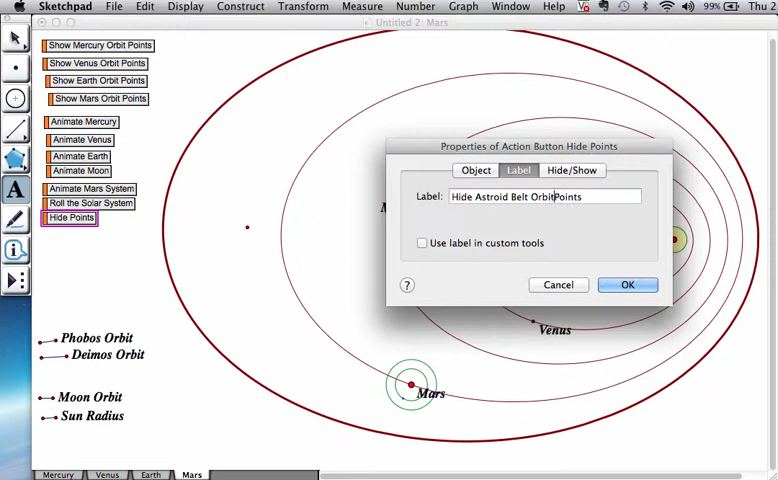 Sketchpad File Edit Display Construct Transform Measure Number Graph Window Help 99% Thu 2
Untitled 2: Mars
Show Mercury Orbit Points
Show Venus Orbit Points
Show Earth Orbit Points
Show Mars Orbit Points
Animate Mercury
Animate Venus
Animate Earth
Animate Moon
Animate Mars System
Roll the Solar System
Hide Points
Properties of Action Button Hide Points
Object Label Hide/Show
Label: Hide Astroid Belt OrbitPoints
Use label in custom tools
? Cancel OK
Venus
Mars
Phobos Orbit
Deimos Orbit
Moon Orbit
Sun Radius
Mercury Venus Earth Mars